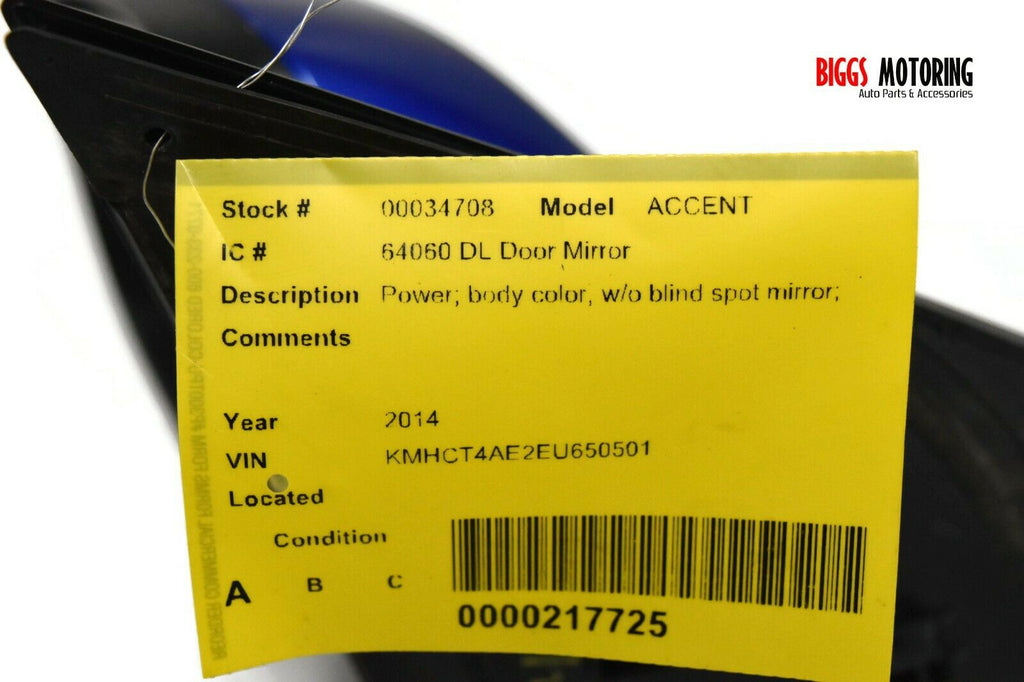 BIGGS MOTORING
Auto Parts & Accessories
Stock # 00034708 Model ACCENT
IC # 64060 DL Door Mirror
Description Power; body color, w/o blind spot mirror;
Comments
Year 2014
VIN KMHCT4AE2EU650501
Located
Condition
A B C
0000217725